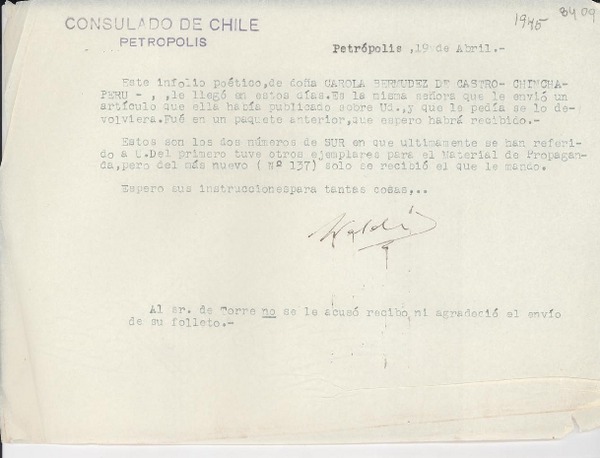 1945 8409
CONSULADO DE CHILE
PETROPOLIS
Petrópolis ,19 de Abril.-
Este infolio poético,de doña CAROLA BERMUDEZ DE CASTRO- CHINCHA-
PERU - , ,le llegó en estos días.Es la misma señora que le envió un
artículo que ella había publicado sobre Ud.,y que le pedía se lo de-
volviera.Fué en un paquete anterior,que espero habrá recibido.-
Estos son los dos números de SUR en que ultimamente se han referi-
do a U.Del primero tuve otros ejemplares para el Material de Propagan-
da,pero del más nuevo ( Nº 137) solo se recibió el que le mando.
Espero sus instruccionespara tantas cosas,..
Al sr. de Torre no se le acusó recibo ni agradeció el envío
de su folleto.-